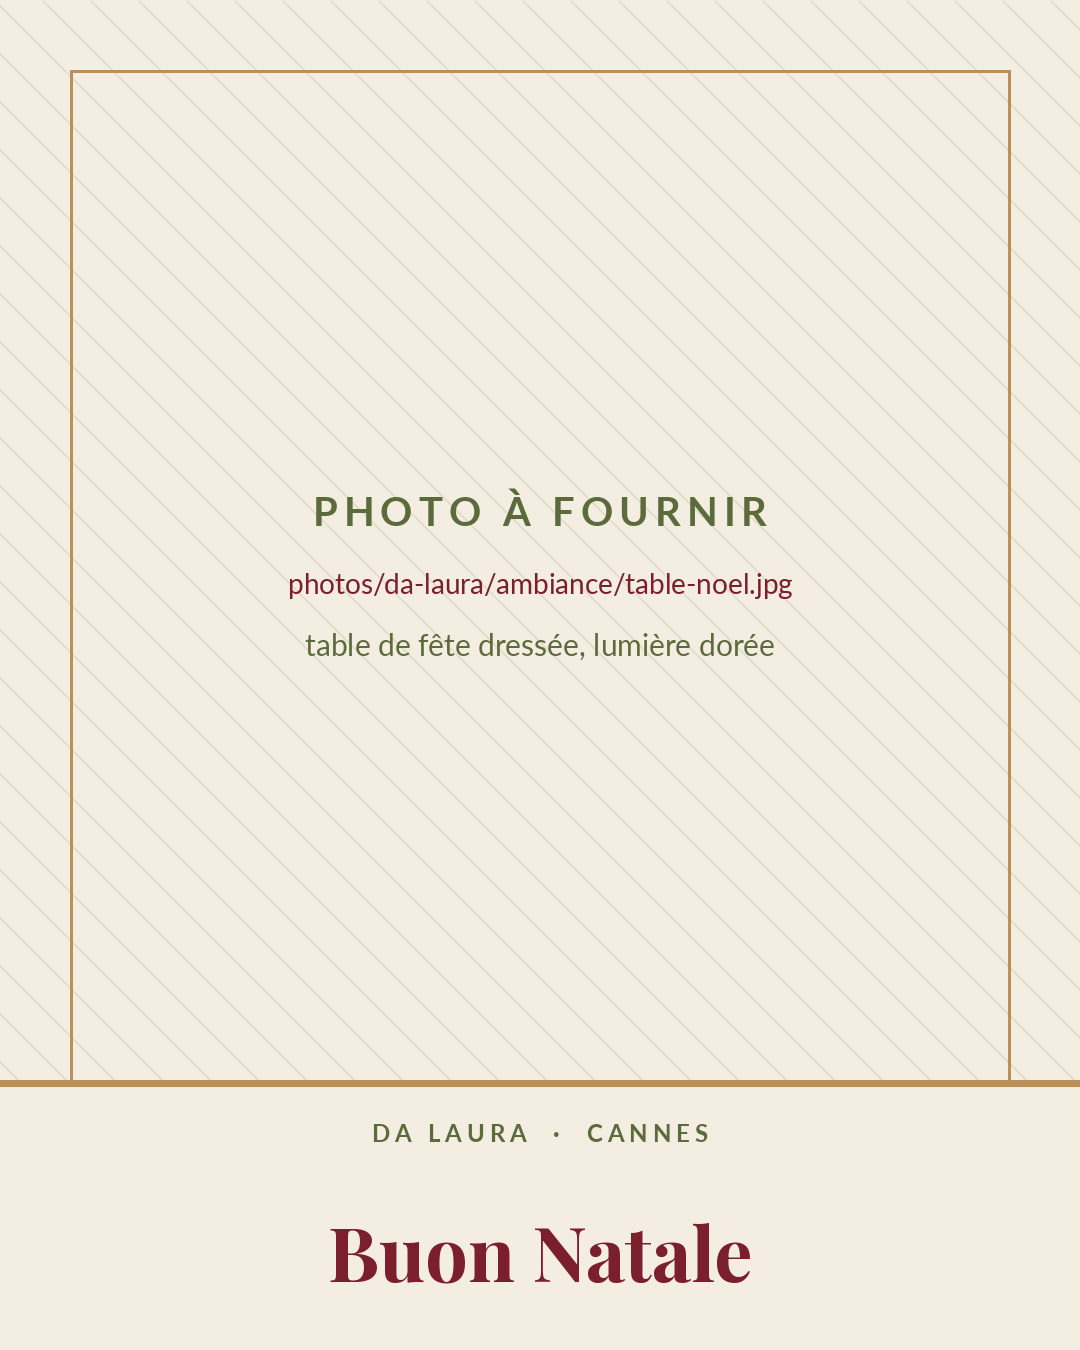 PHOTO À FOURNIR
photos/da-laura/ambiance/table-noel.jpg
table de fête dressée, lumière dorée
DA LAURA · CANNES
Buon Natale